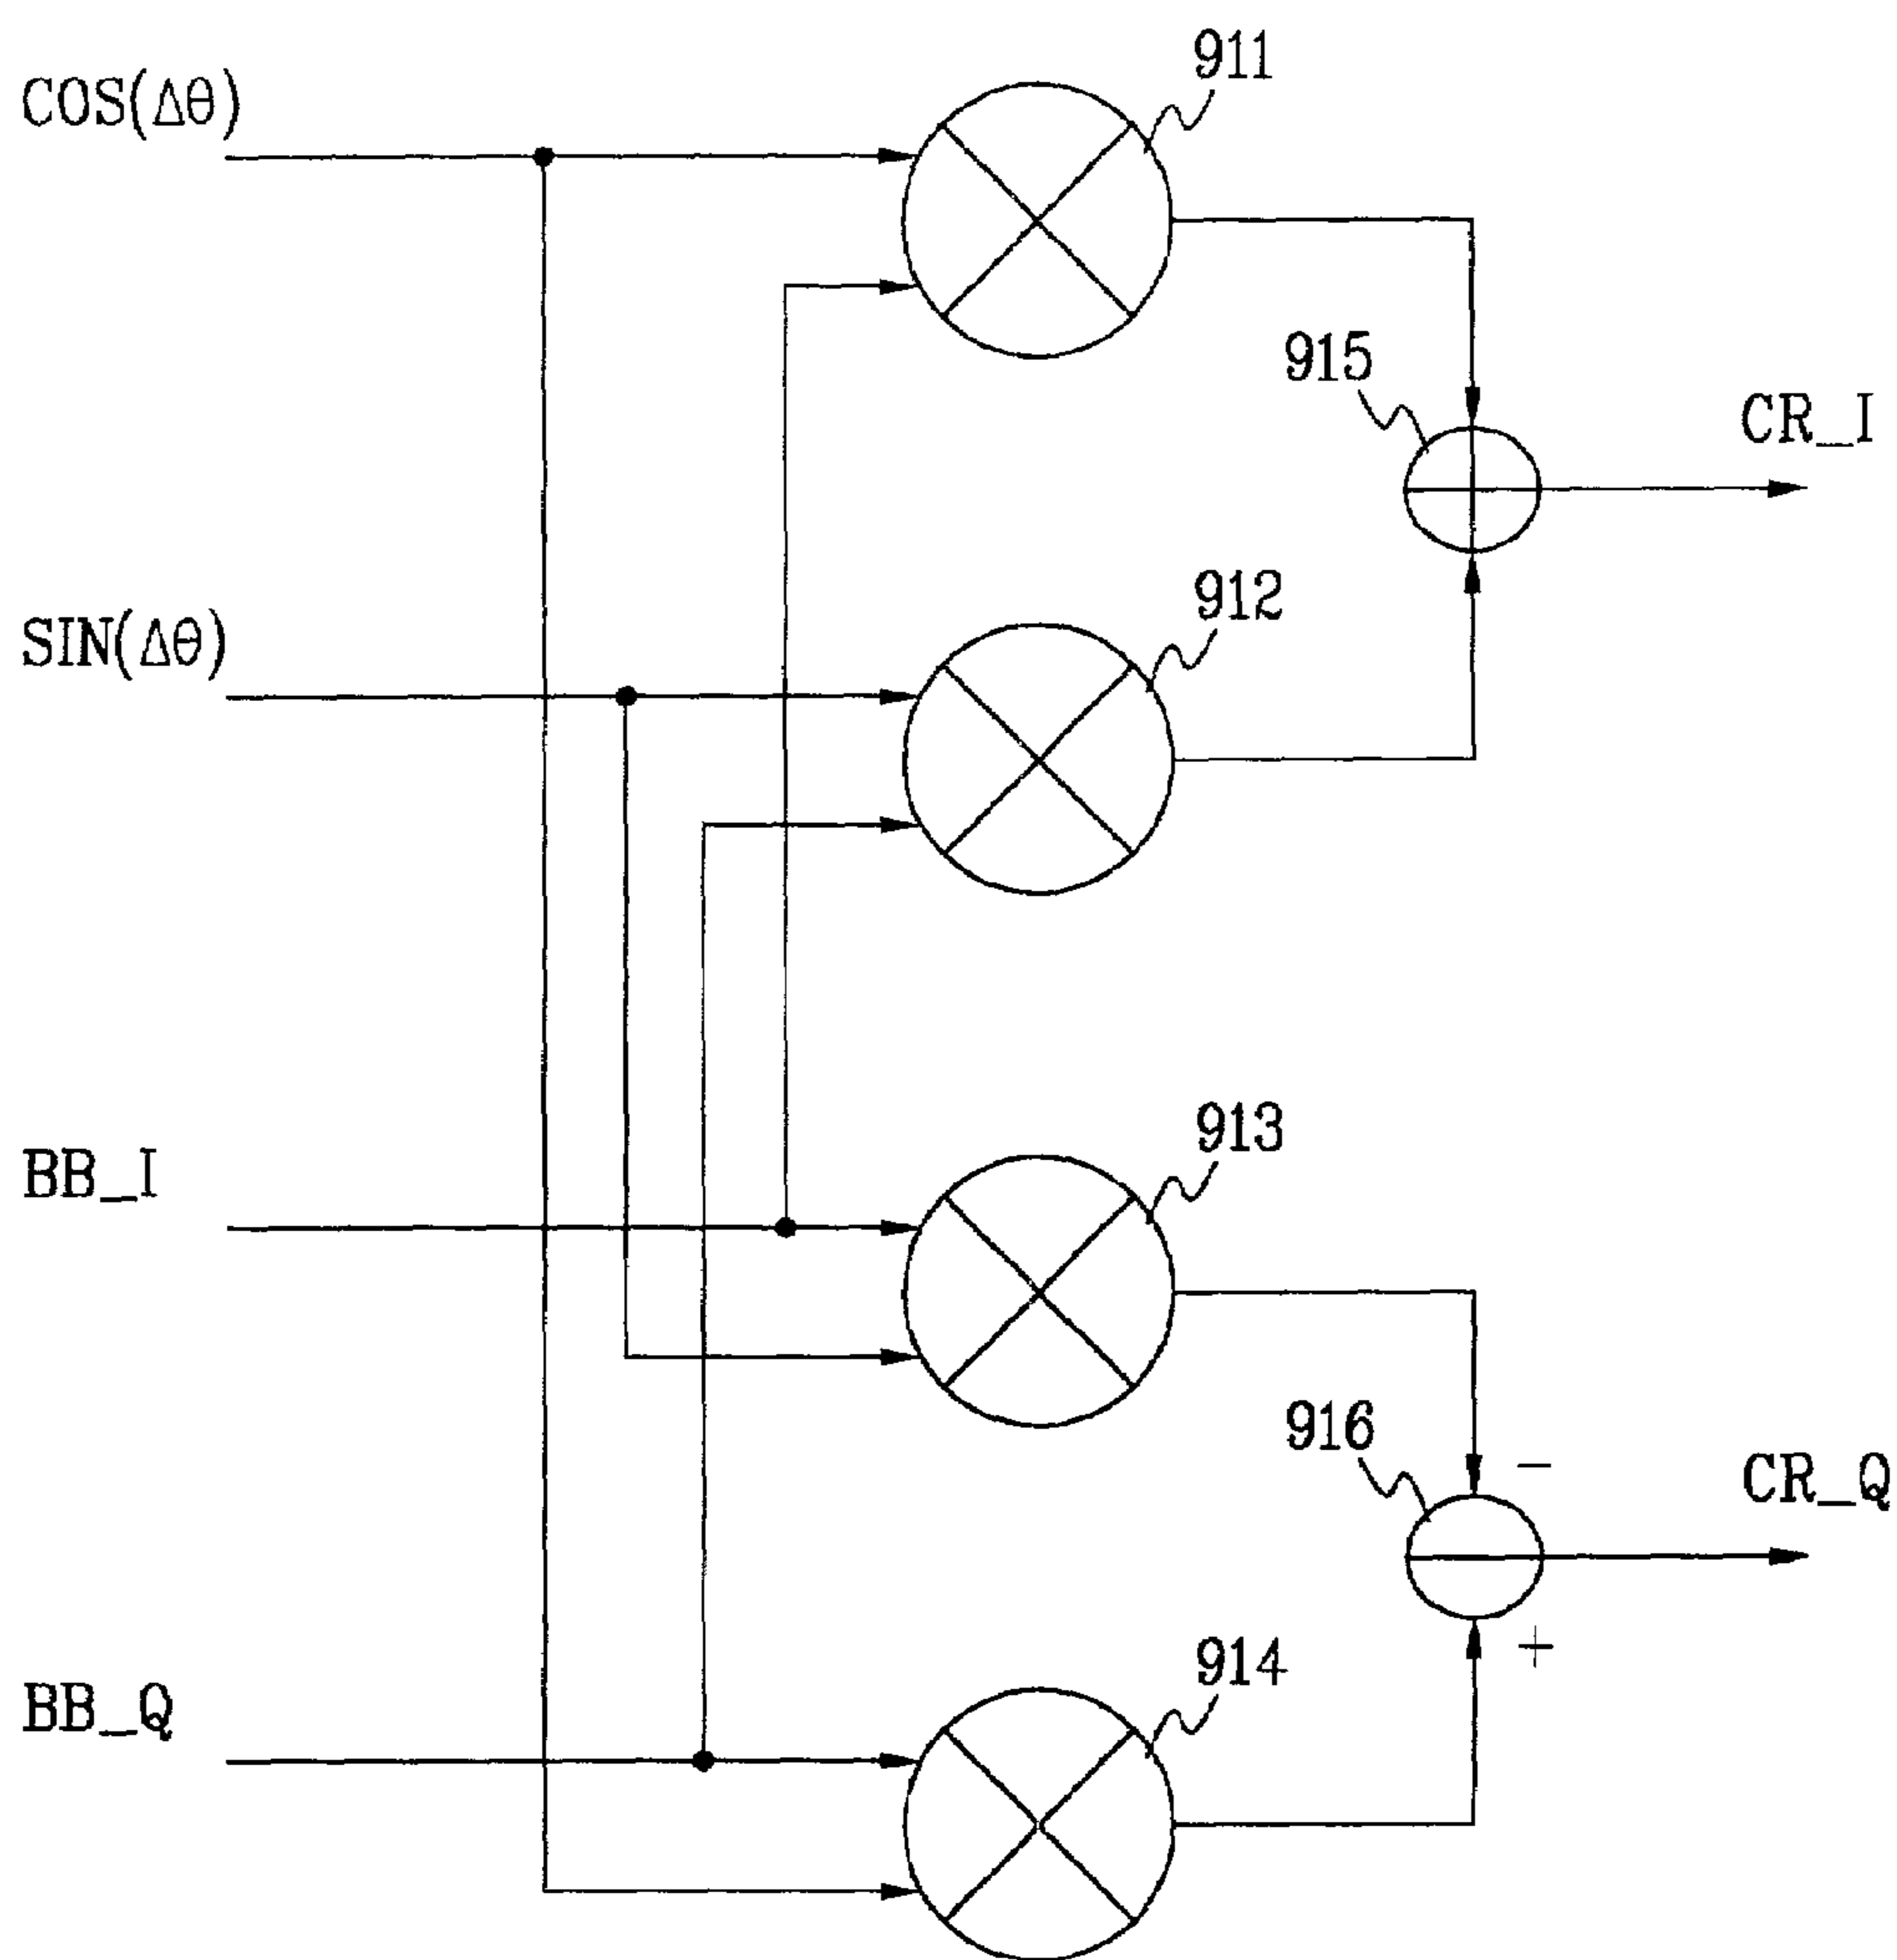 911
COS(Δθ)
915
CR_I
912
SIN(Δθ)
913
BB_I
916
−
CR_Q
+
914
BB_Q